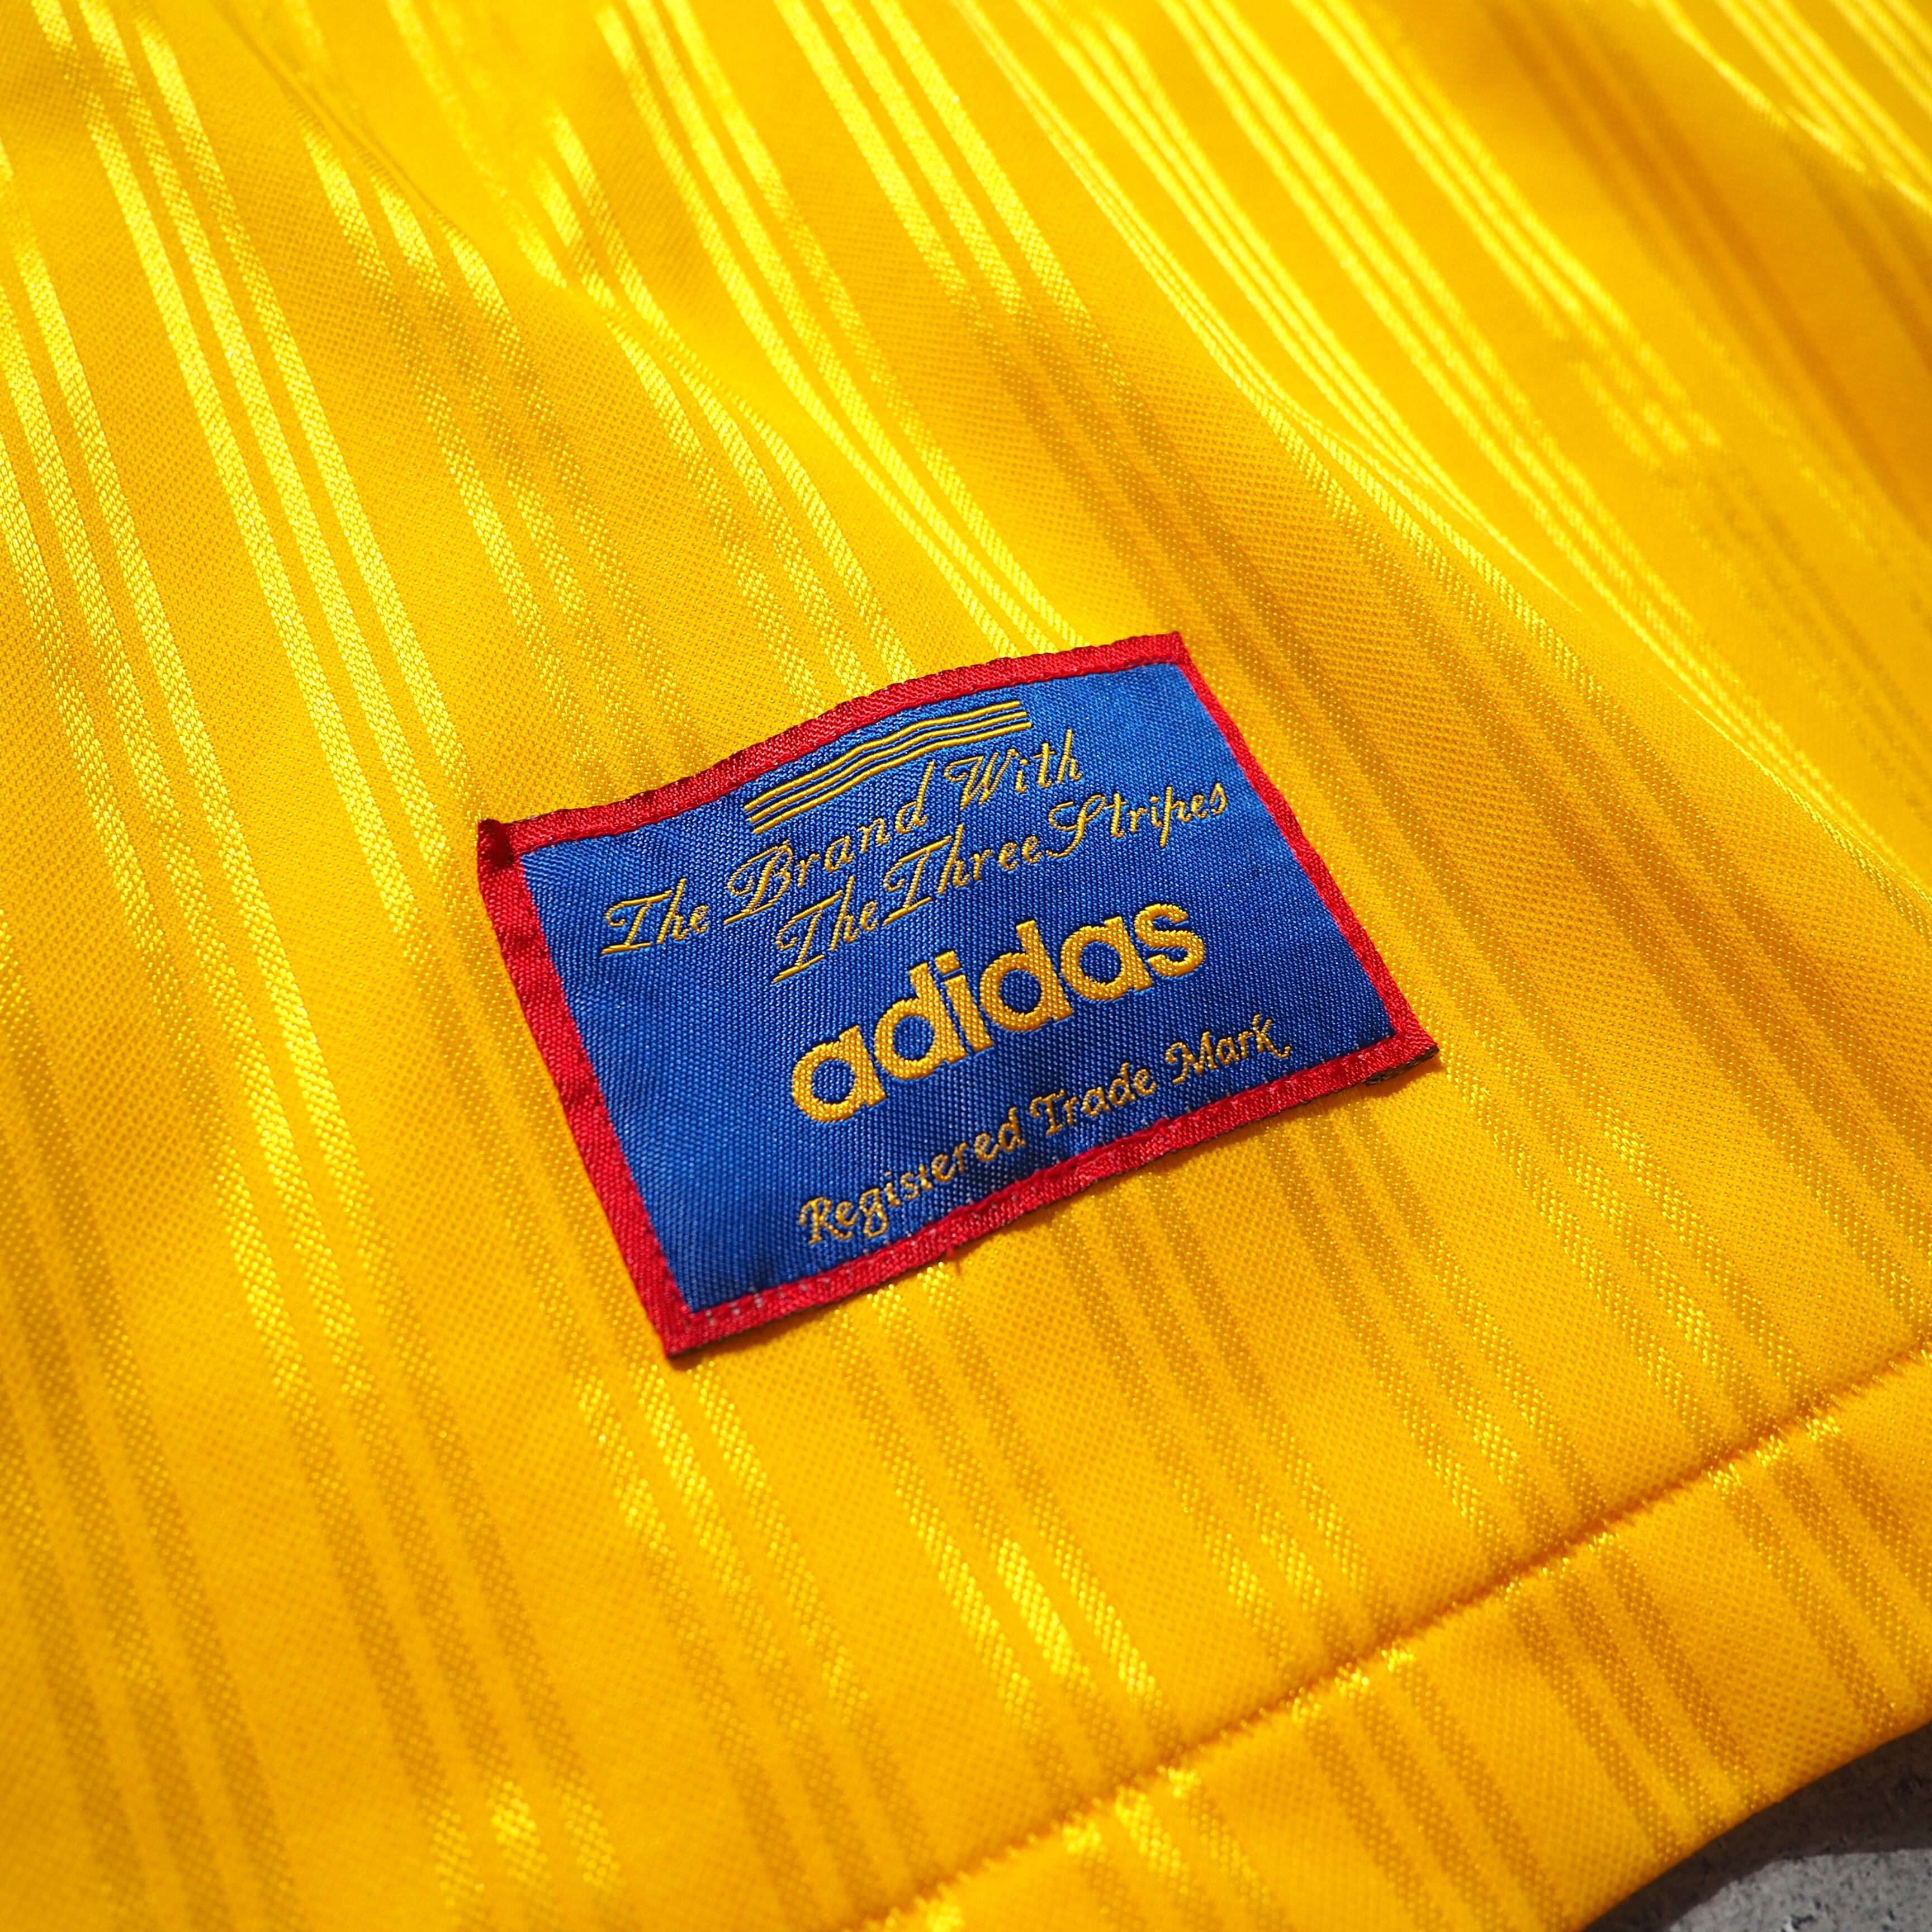 The Brand With
The Three Stripes
adidas
Registered Trade Mark